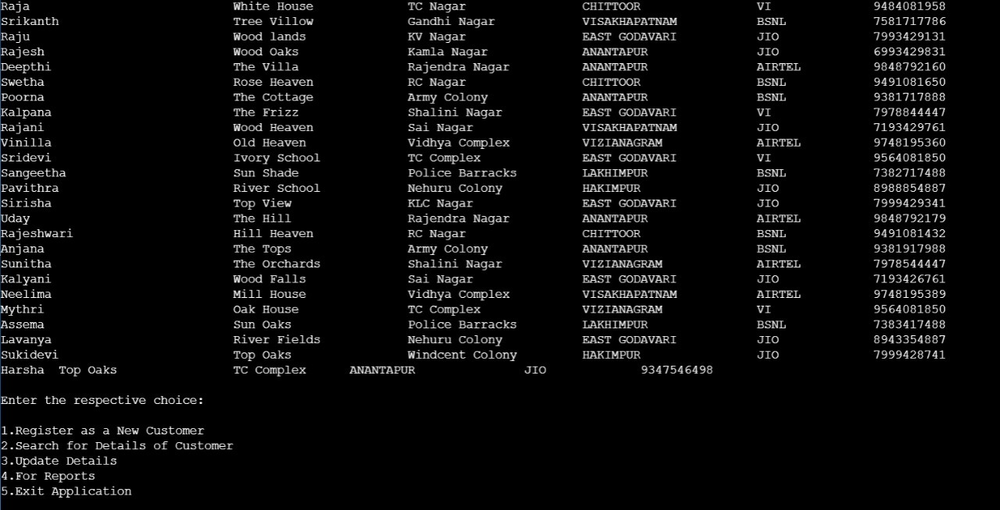 Raja White House TC Nagar CHITTOOR VI 9484081958
Srikanth Tree Villow Gandhi Nagar VISAKHAPATNAM BSNL 7581717786
Raju Wood lands KV Nagar EAST GODAVARI JIO 7993429131
Rajesh Wood Oaks Kamla Nagar ANANTAPUR JIO 6993429831
Deepthi The Villa Rajendra Nagar ANANTAPUR AIRTEL 9848792160
Swetha Rose Heaven RC Nagar CHITTOOR BSNL 9491081650
Poorna The Cottage Army Colony ANANTAPUR BSNL 9381717888
Kalpana The Frizz Shalini Nagar EAST GODAVARI VI 7978844447
Rajani Wood Heaven Sai Nagar VISAKHAPATNAM JIO 7193429761
Vinilla Old Heaven Vidhya Complex VIZIANAGRAM AIRTEL 9748195360
Sridevi Ivory School TC Complex EAST GODAVARI VI 9564081850
Sangeetha Sun Shade Police Barracks LAKHIMPUR BSNL 7382717488
Pavithra River School Nehuru Colony HAKIMPUR JIO 8988854887
Sirisha Top View KLC Nagar EAST GODAVARI JIO 7999429341
Uday The Hill Rajendra Nagar ANANTAPUR AIRTEL 9848792179
Rajeshwari Hill Heaven RC Nagar CHITTOOR BSNL 9491081432
Anjana The Tops Army Colony ANANTAPUR BSNL 9381917988
Sunitha The Orchards Shalini Nagar VIZIANAGRAM AIRTEL 7978544447
Kalyani Wood Falls Sai Nagar EAST GODAVARI JIO 7193426761
Neelima Mill House Vidhya Complex VISAKHAPATNAM AIRTEL 9748195389
Mythri Oak House TC Complex VIZIANAGRAM VI 9564081850
Assema Sun Oaks Police Barracks LAKHIMPUR BSNL 7383417488
Lavanya River Fields Nehuru Colony EAST GODAVARI JIO 8943354887
Sukidevi Top Oaks Windcent Colony HAKIMPUR JIO 7999428741
Harsha Top Oaks TC Complex ANANTAPUR JIO 9347546498
Enter the respective choice:
1.Register as a New Customer
2.Search for Details of Customer
3.Update Details
4.For Reports
5.Exit Application